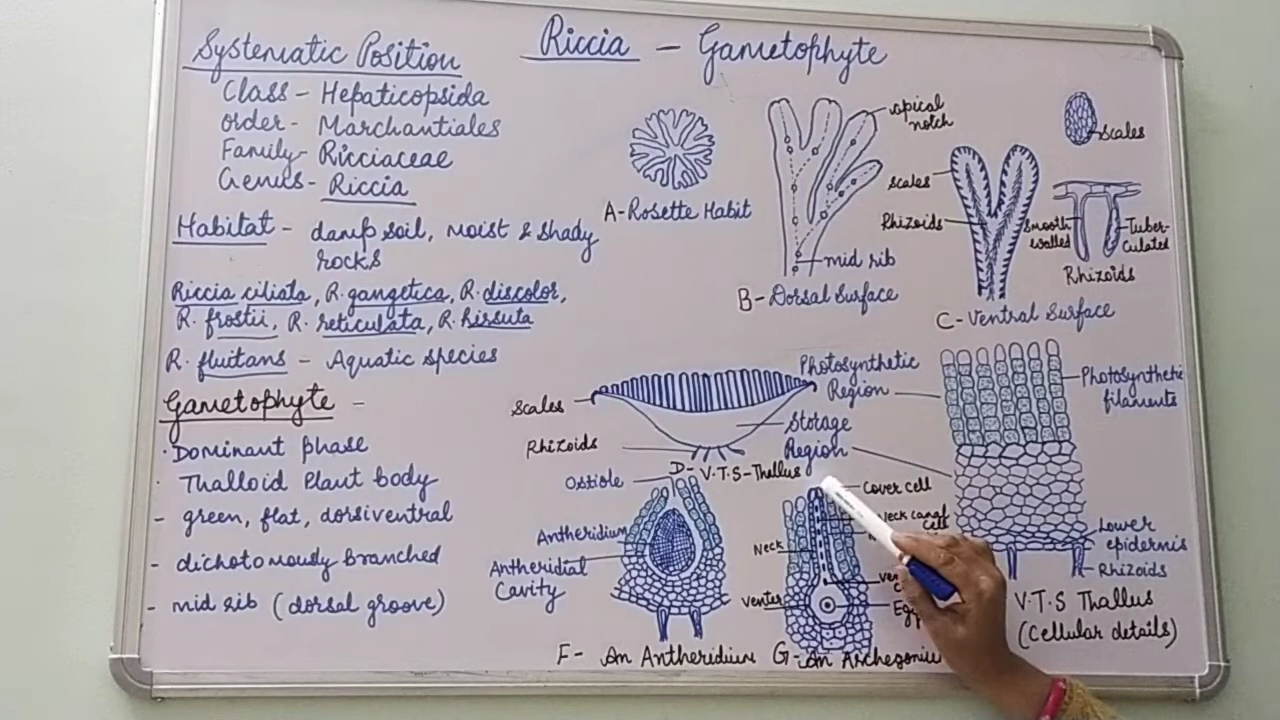 Riccia - Gametophyte
Systematic Position
Class - Hepaticopsida
Order - Marchantiales
Family - Ricciaceae
Genus - Riccia
Habitat - damp soil, moist & shady
rocks
Riccia ciliata, R. gangetica, R. discolor,
R. frostii, R. reticulata, R. hirsuta
R. fluitans - Aquatic species
Gametophyte -
· Dominant phase
· Thalloid Plant body
- green, flat, dorsiventral
- dichotomously branched
- mid rib (dorsal groove)
A-Rosette Habit
apical
notch
mid rib
B-Dorsal Surface
Scales
Rhizoids
C-Ventral Surface
Scales
Smooth
walled
Tuber-
culated
Rhizoids
Scales
Rhizoids
Photosynthetic
Region
Storage
Region
D- V.T.S-Thallus
Photosynthetic
filaments
Lower
epidermis
Rhizoids
V.T.S Thallus
(Cellular details)
Ostiole
Antheridium
Antheridial
Cavity
F- An Antheridium
Cover cell
Neck canal
Neck
Venter
G-An Archegonium